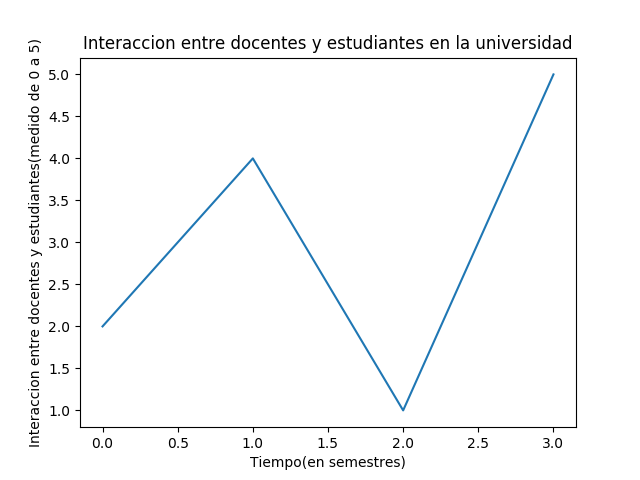 Interaccion entre docentes y estudiantes en la universidad
Interaccion entre docentes y estudiantes(medido de 0 a 5)
5.0
4.5
4.0
3.5
3.0
2.5
2.0
1.5
1.0
0.0 0.5 1.0 1.5 2.0 2.5 3.0
Tiempo(en semestres)